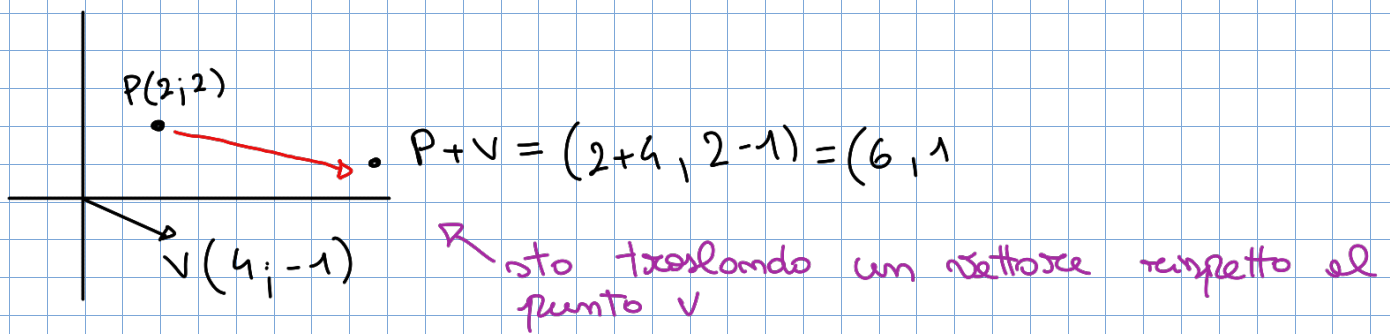 P(2;2)
P+V = (2+4, 2-1) = (6, 1
V(4;-1)
sto traslando un vettore rispetto al
punto V